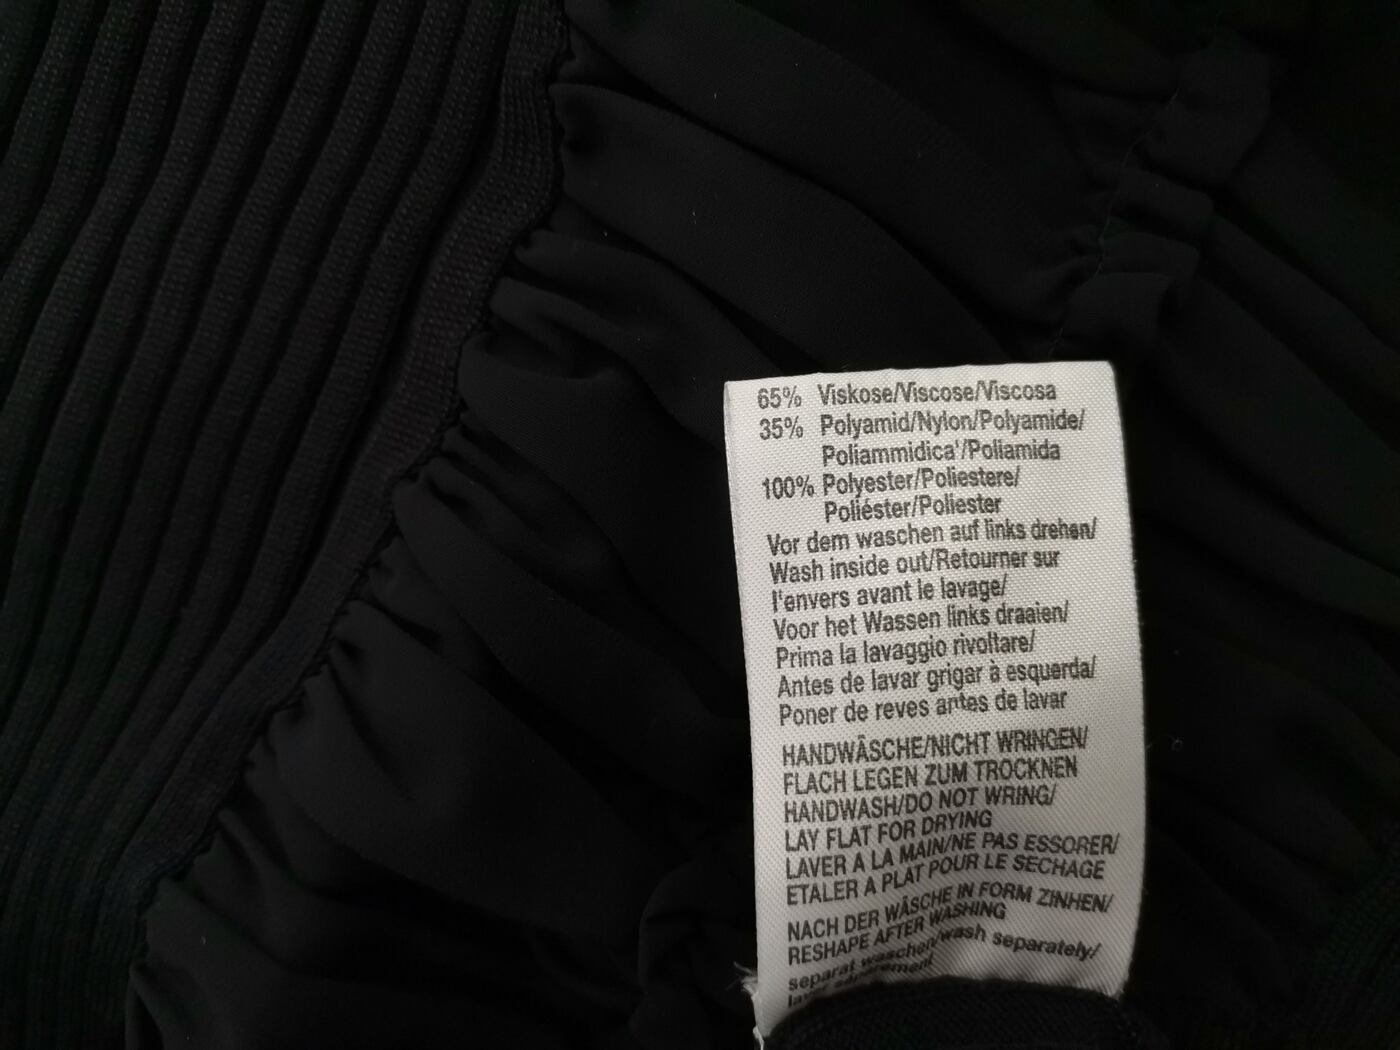 65% Viskose/Viscose/Viscosa
35% Polyamid/Nylon/Polyamide/
Poliammidica'/Poliamida
100% Polyester/Poliestere/
Poliéster/Poliester
Vor dem waschen auf links drehen/
Wash inside out/Retourner sur
l'envers avant le lavage/
Voor het Wassen links draaien/
Prima la lavaggio rivoltare/
Antes de lavar grigar à esquerda/
Poner de reves antes de lavar
HANDWÄSCHE/NICHT WRINGEN/
FLACH LEGEN ZUM TROCKNEN
HANDWASH/DO NOT WRING/
LAY FLAT FOR DRYING
LAVER A LA MAIN/NE PAS ESSORER/
ETALER A PLAT POUR LE SECHAGE
NACH DER WÄSCHE IN FORM ZINHEN/
RESHAPE AFTER WASHING
separat waschen/wash separately/